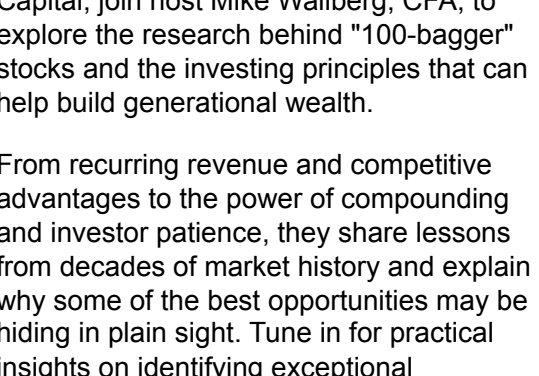 Capital, join host Mike Wallberg, CFA, to
explore the research behind "100-bagger"
stocks and the investing principles that can
help build generational wealth.

From recurring revenue and competitive
advantages to the power of compounding
and investor patience, they share lessons
from decades of market history and explain
why some of the best opportunities may be
hiding in plain sight. Tune in for practical
insights on identifying exceptional